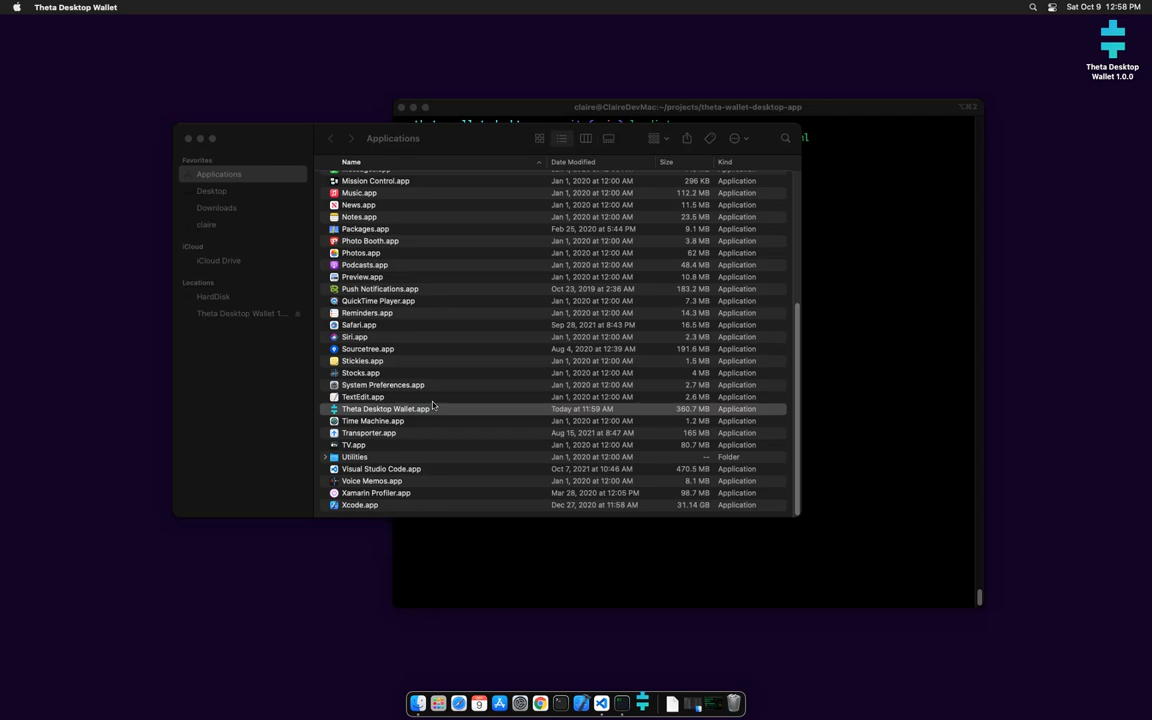 Theta Desktop Wallet
Sat Oct 9 12:58 PM
Theta Desktop
Wallet 1.0.0
claire@ClaireDevMac:~/projects/theta-wallet-desktop-app
⌥⌘2
Applications
Favorites
Applications
Desktop
Downloads
claire
iCloud
iCloud Drive
Locations
HardDisk
Theta Desktop Wallet 1...
Name Date Modified Size Kind
Mission Control.app Jan 1, 2020 at 12:00 AM 296 KB Application
Music.app Jan 1, 2020 at 12:00 AM 112.2 MB Application
News.app Jan 1, 2020 at 12:00 AM 11.5 MB Application
Notes.app Jan 1, 2020 at 12:00 AM 23.5 MB Application
Packages.app Feb 25, 2020 at 5:44 PM 9.1 MB Application
Photo Booth.app Jan 1, 2020 at 12:00 AM 3.8 MB Application
Photos.app Jan 1, 2020 at 12:00 AM 62 MB Application
Podcasts.app Jan 1, 2020 at 12:00 AM 48.4 MB Application
Preview.app Jan 1, 2020 at 12:00 AM 10.8 MB Application
Push Notifications.app Oct 23, 2019 at 2:36 AM 183.2 MB Application
QuickTime Player.app Jan 1, 2020 at 12:00 AM 7.3 MB Application
Reminders.app Jan 1, 2020 at 12:00 AM 14.3 MB Application
Safari.app Sep 28, 2021 at 8:43 PM 16.5 MB Application
Siri.app Jan 1, 2020 at 12:00 AM 2.3 MB Application
Sourcetree.app Aug 4, 2020 at 12:39 AM 191.6 MB Application
Stickies.app Jan 1, 2020 at 12:00 AM 1.5 MB Application
Stocks.app Jan 1, 2020 at 12:00 AM 4 MB Application
System Preferences.app Jan 1, 2020 at 12:00 AM 2.7 MB Application
TextEdit.app Jan 1, 2020 at 12:00 AM 2.6 MB Application
Theta Desktop Wallet.app Today at 11:59 AM 360.7 MB Application
Time Machine.app Jan 1, 2020 at 12:00 AM 1.2 MB Application
Transporter.app Aug 15, 2021 at 8:47 AM 165 MB Application
TV.app Jan 1, 2020 at 12:00 AM 80.7 MB Application
Utilities Jan 1, 2020 at 12:00 AM -- Folder
Visual Studio Code.app Oct 7, 2021 at 10:46 AM 470.5 MB Application
Voice Memos.app Jan 1, 2020 at 12:00 AM 8.1 MB Application
Xamarin Profiler.app Mar 28, 2020 at 12:05 PM 98.7 MB Application
Xcode.app Dec 27, 2020 at 11:58 AM 31.14 GB Application